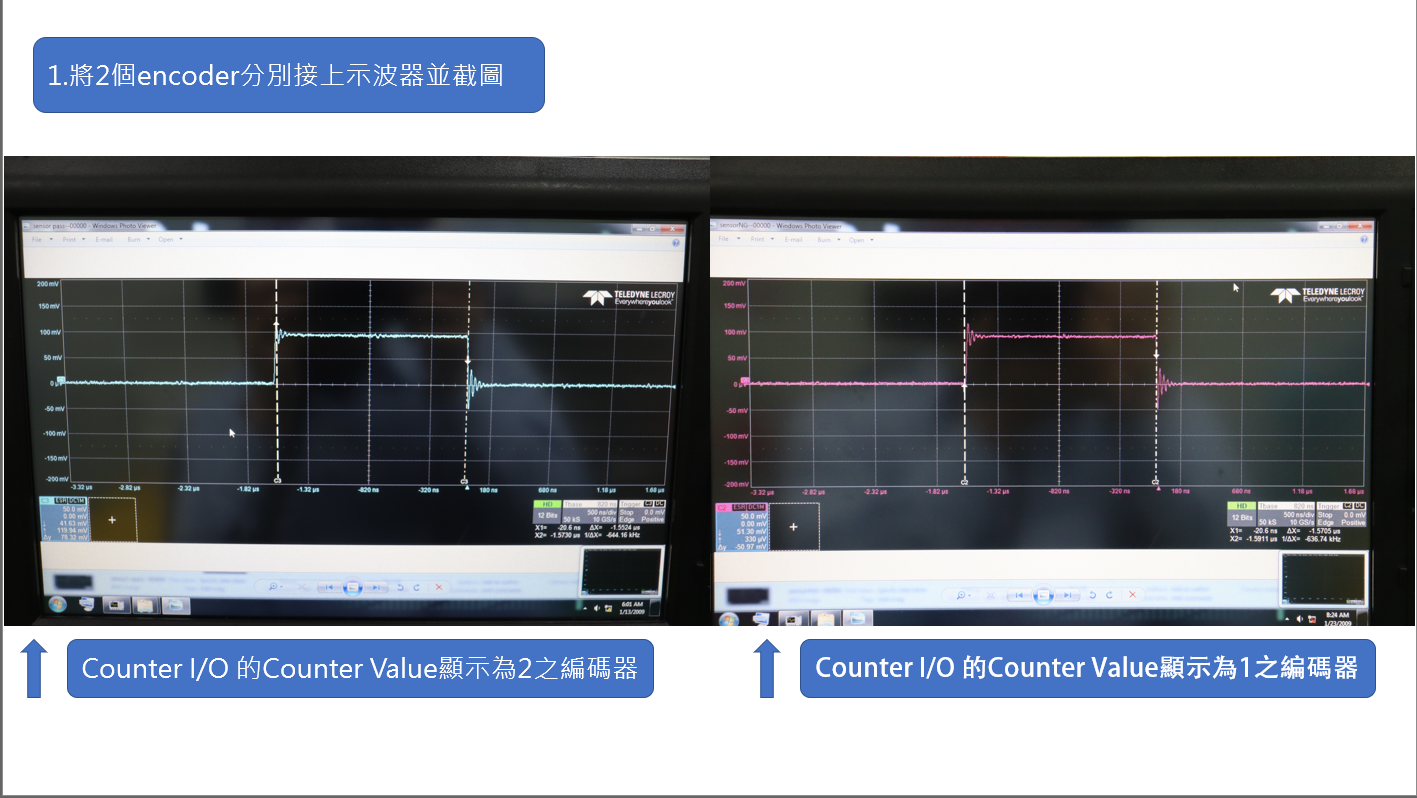 1.將2個encoder分別接上示波器並截圖
sensor pass--00000 - Windows Photo Viewer
File Print E-mail Burn Open
200 mV
TELEDYNE LECROY
Everywhereyoulook
150 mV
100 mV
50 mV
0
-50 mV
-100 mV
-150 mV
-200 mV
-3.32 µs -2.82 µs -2.32 µs -1.82 µs -1.32 µs -820 ns -320 ns 180 ns 680 ns 1.18 µs 1.68 µs
50.0 mV
0.00 mV
41.63 mV
119.94 mV
Δy 78.32 mV
HD Tbase 820 ns Trigger
12 Bits 500 ns/div Stop 0.0 mV
50 kS 10 GS/s Edge Positive
X1= -20.6 ns ΔX= -1.5524 µs
X2= -1.5730 µs 1/ΔX= -644.16 kHz
6:01 AM
1/13/2009
sensorNG--00000 - Windows Photo Viewer
File Print E-mail Burn Open
200 mV
TELEDYNE LECROY
Everywhereyoulook
150 mV
100 mV
50 mV
0
-50 mV
-100 mV
-150 mV
-200 mV
-3.32 µs -2.82 µs -2.32 µs -1.82 µs -1.32 µs -820 ns -320 ns 180 ns 680 ns 1.18 µs 1.68 µs
50.0 mV
0.00 mV
51.30 mV
330 µV
Δy -50.97 mV
HD Tbase 820 ns Trigger
12 Bits 500 ns/div Stop 0.0 mV
50 kS 10 GS/s Edge Positive
X1= -20.6 ns ΔX= -1.5705 µs
X2= -1.5911 µs 1/ΔX= -636.74 kHz
8:24 AM
1/23/2009
Counter I/O 的Counter Value顯示為2之編碼器
Counter I/O 的Counter Value顯示為1之編碼器